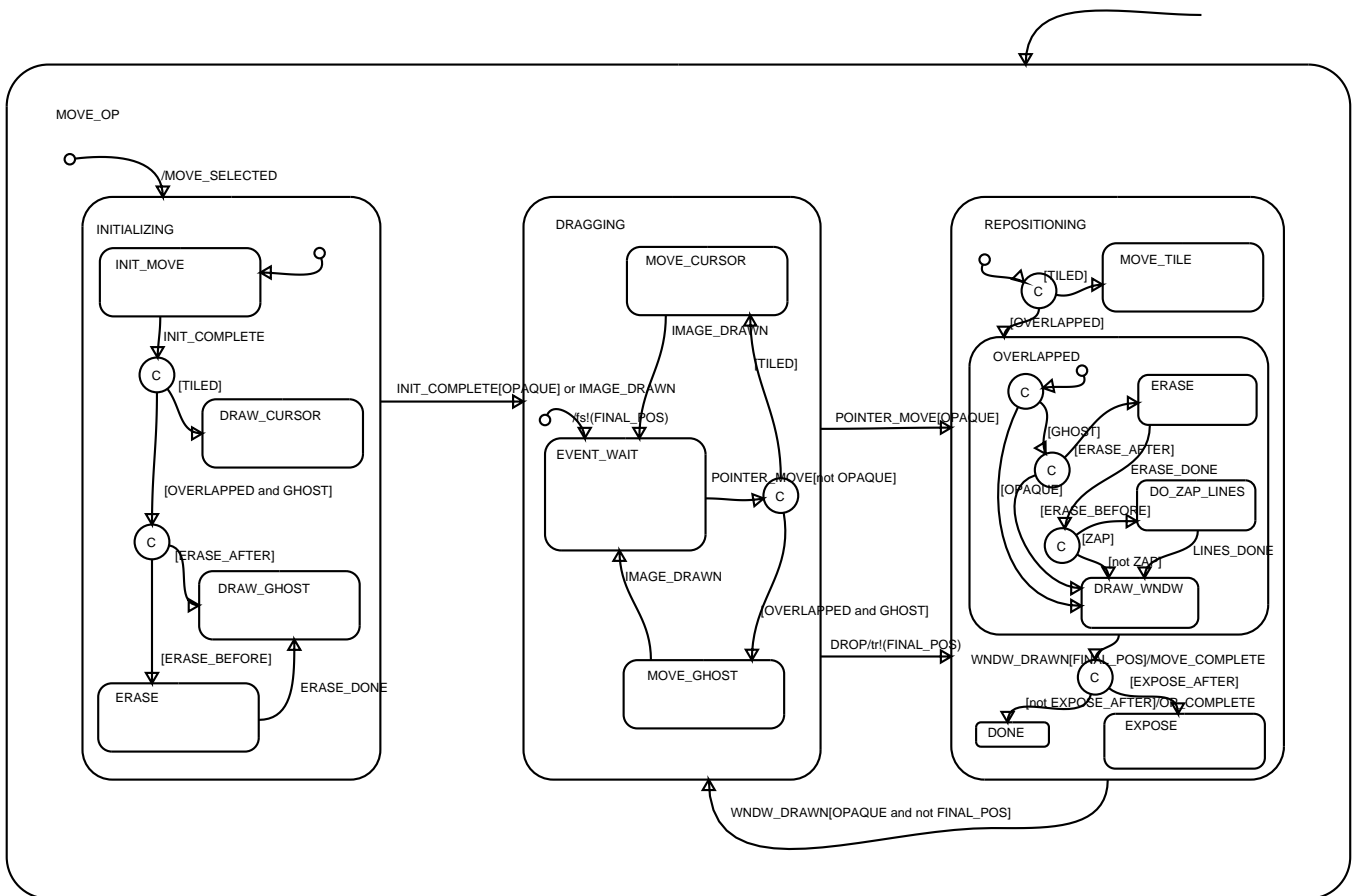 MOVE_OP
/MOVE_SELECTED
INITIALIZING
INIT_MOVE
INIT_COMPLETE
C
[TILED]
DRAW_CURSOR
[OVERLAPPED and GHOST]
C
[ERASE_AFTER]
DRAW_GHOST
[ERASE_BEFORE]
ERASE
ERASE_DONE
INIT_COMPLETE[OPAQUE] or IMAGE_DRAWN
DRAGGING
MOVE_CURSOR
IMAGE_DRAWN
[TILED]
/fs!(FINAL_POS)
EVENT_WAIT
POINTER_MOVE[not OPAQUE]
C
IMAGE_DRAWN
[OVERLAPPED and GHOST]
MOVE_GHOST
POINTER_MOVE[OPAQUE]
DROP/tr!(FINAL_POS)
REPOSITIONING
C
[TILED]
MOVE_TILE
[OVERLAPPED]
OVERLAPPED
C
ERASE
[GHOST]
[ERASE_AFTER]
C
ERASE_DONE
[OPAQUE]
DO_ZAP_LINES
[ERASE_BEFORE]
C
[ZAP]
LINES_DONE
[not ZAP]
DRAW_WNDW
WNDW_DRAWN[FINAL_POS]/MOVE_COMPLETE
C
[EXPOSE_AFTER]
[not EXPOSE_AFTER]/OP_COMPLETE
DONE
EXPOSE
WNDW_DRAWN[OPAQUE and not FINAL_POS]